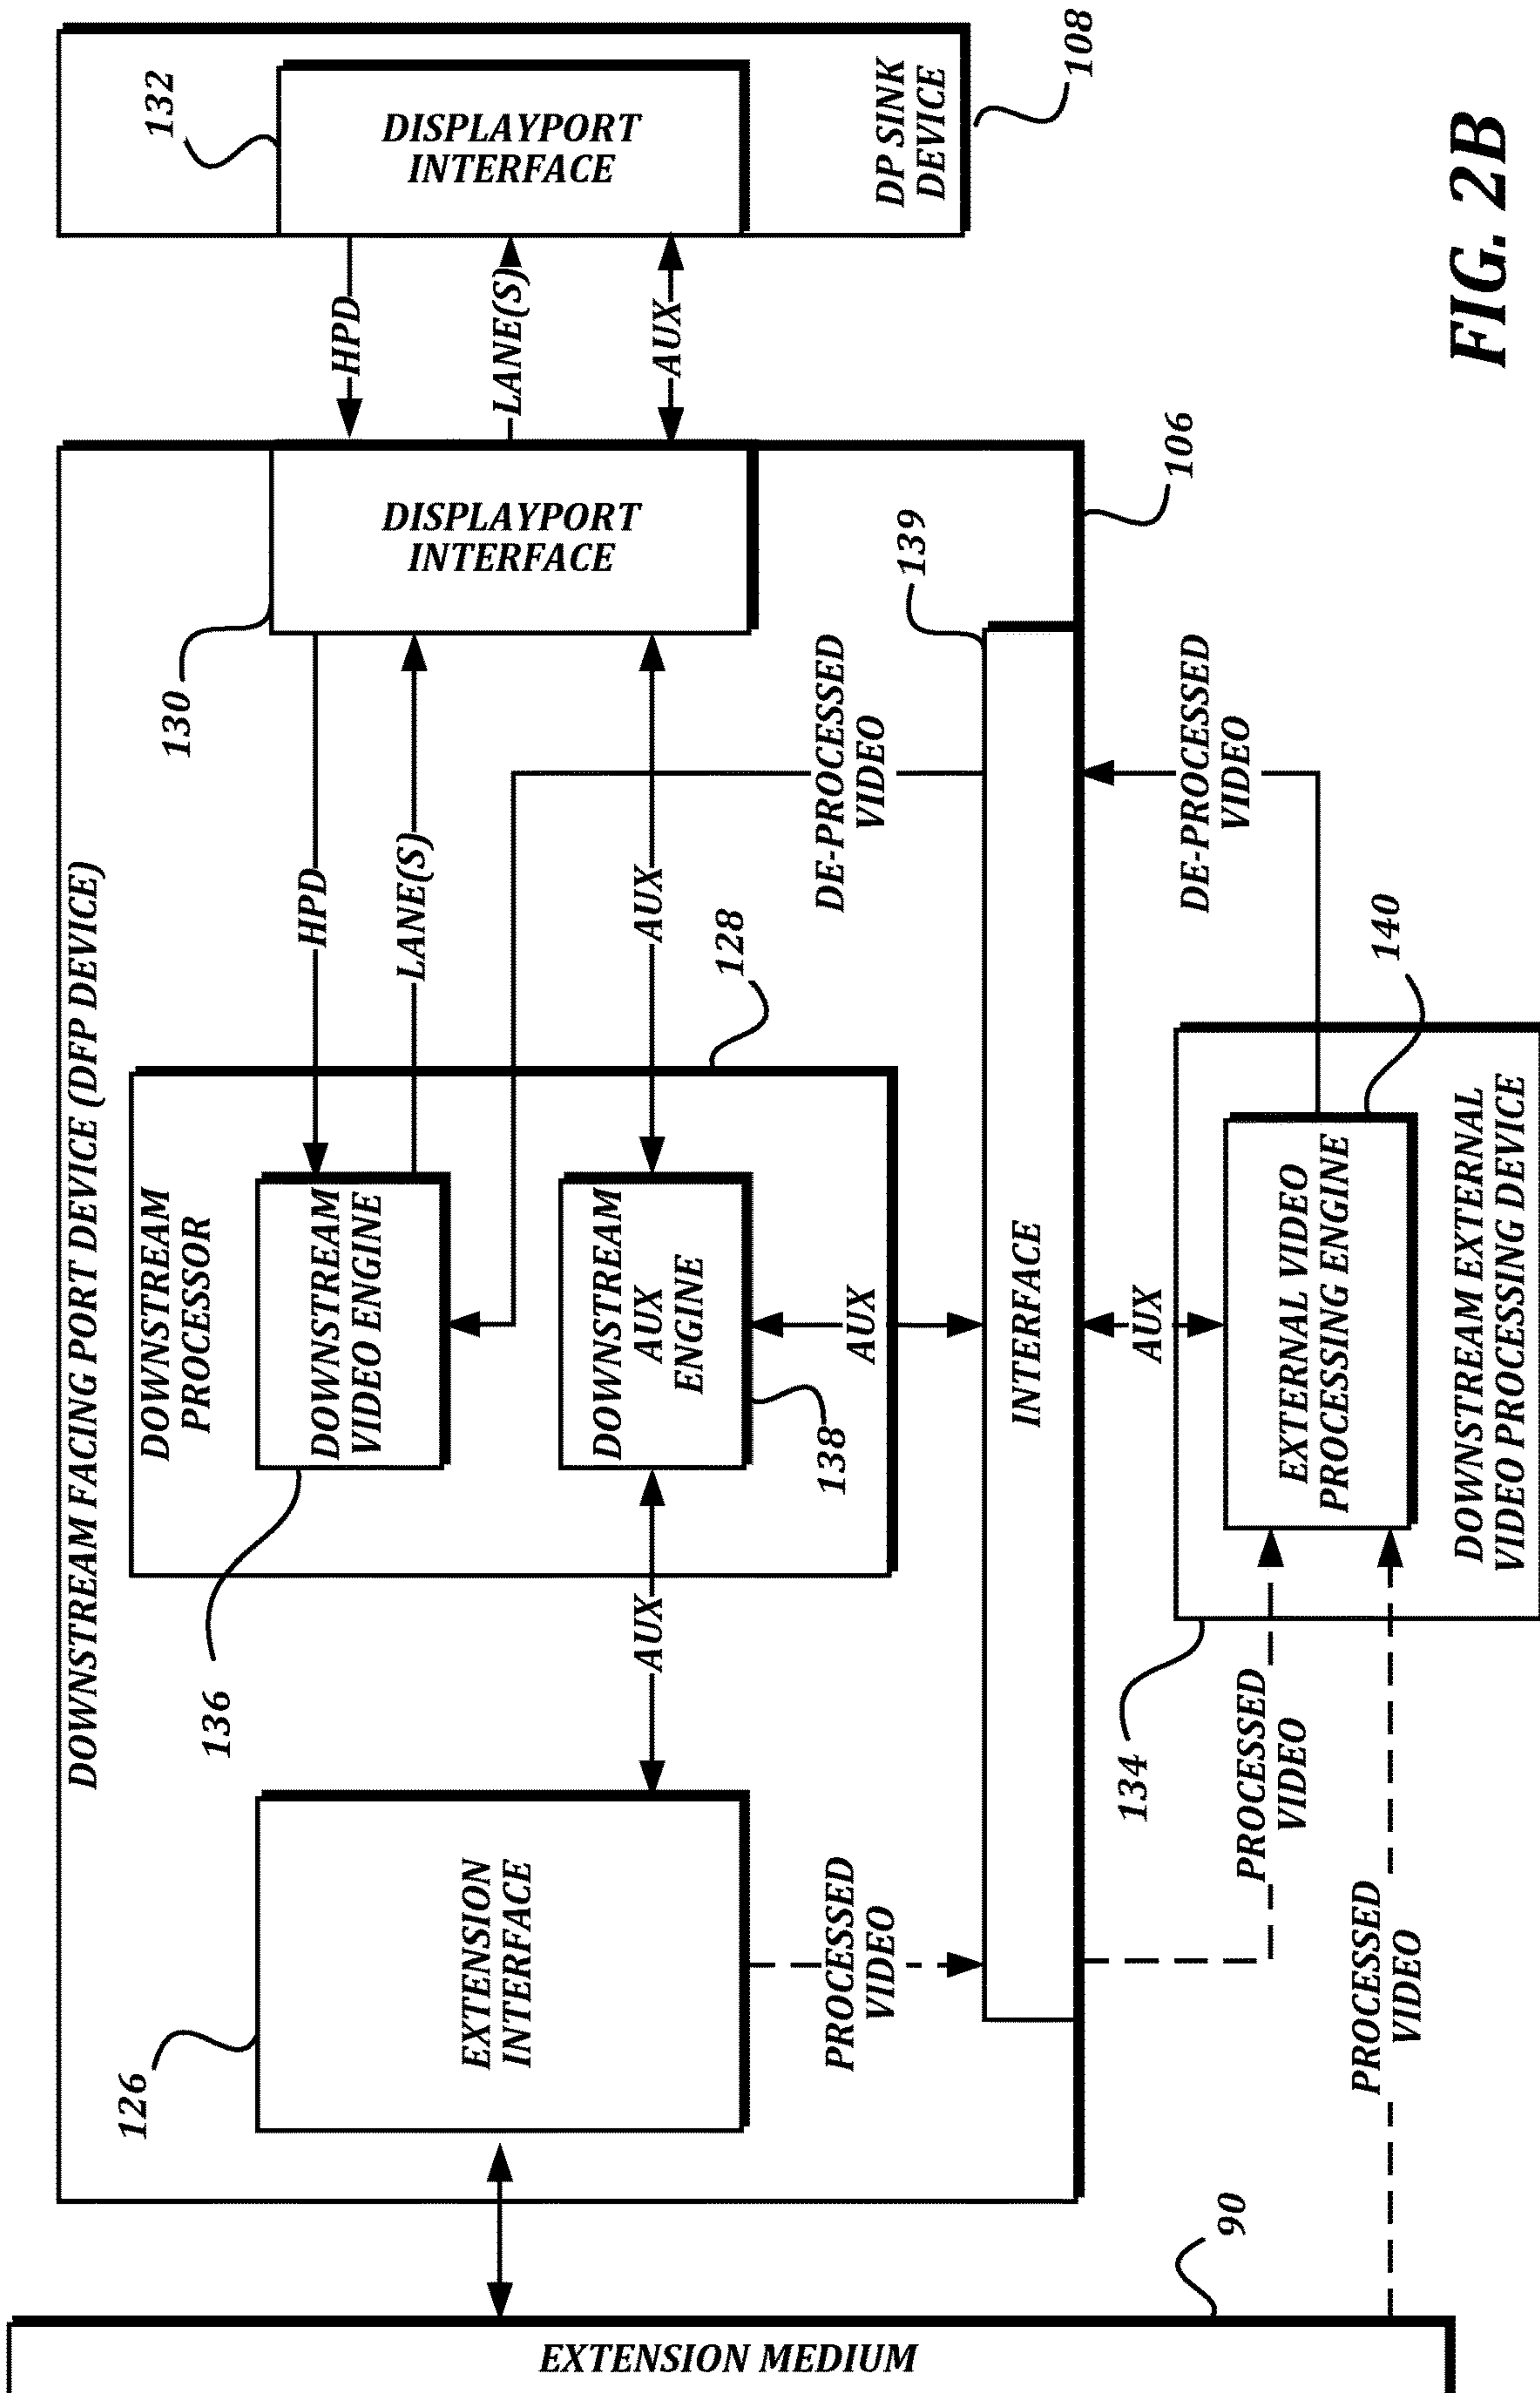 DOWNSTREAM FACING PORT DEVICE (DFP DEVICE)
126
EXTENSION
INTERFACE
136
DOWNSTREAM
PROCESSOR
DOWNSTREAM
VIDEO ENGINE
DOWNSTREAM
AUX
ENGINE
138
128
AUX
AUX
HPD
LANE(S)
AUX
130
DISPLAYPORT
INTERFACE
HPD
LANE(S)
AUX
132
DISPLAYPORT
INTERFACE
DP SINK
DEVICE
108
PROCESSED
VIDEO
DE-PROCESSED
VIDEO
139
INTERFACE
106
EXTENSION MEDIUM
90
134
PROCESSED
VIDEO
PROCESSED
VIDEO
AUX
EXTERNAL VIDEO
PROCESSING ENGINE
140
DE-PROCESSED
VIDEO
DOWNSTREAM EXTERNAL
VIDEO PROCESSING DEVICE
FIG. 2B